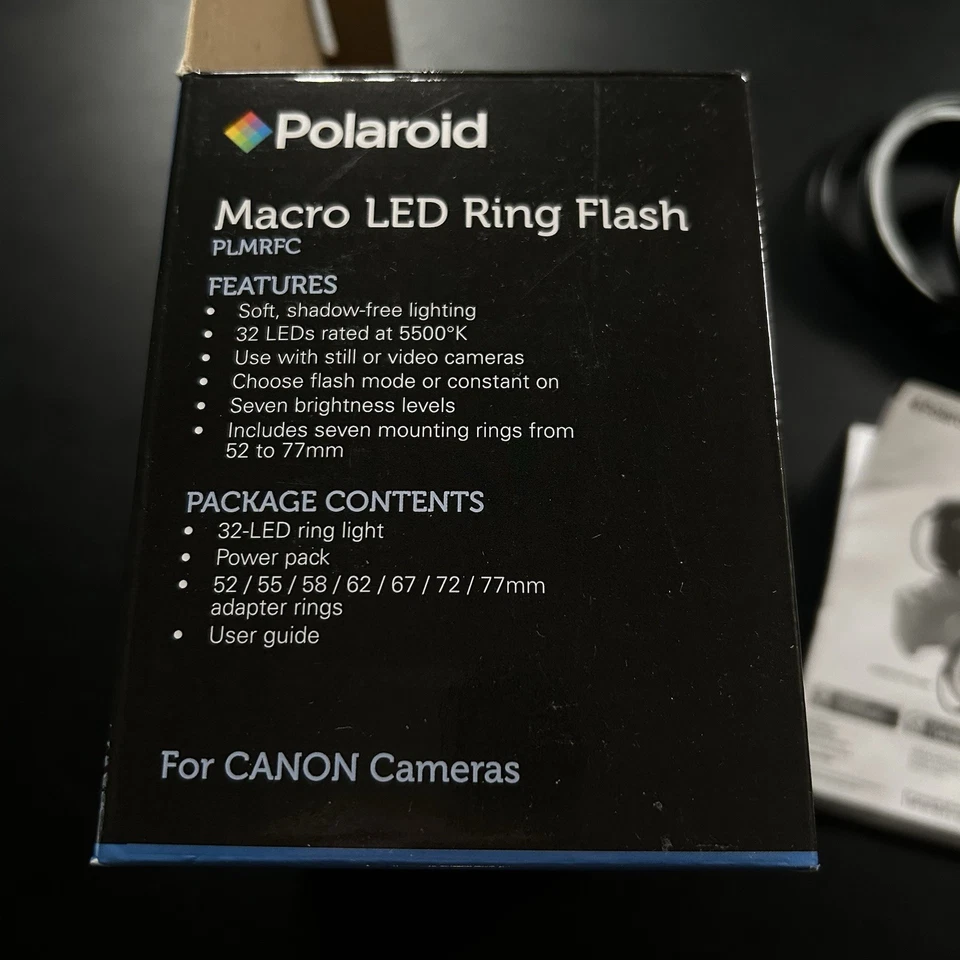 Polaroid
Macro LED Ring Flash
PLMRFC
FEATURES
• Soft, shadow-free lighting
• 32 LEDs rated at 5500°K
• Use with still or video cameras
• Choose flash mode or constant on
• Seven brightness levels
• Includes seven mounting rings from
52 to 77mm
PACKAGE CONTENTS
• 32-LED ring light
• Power pack
• 52 / 55 / 58 / 62 / 67 / 72 / 77mm
adapter rings
• User guide
For CANON Cameras